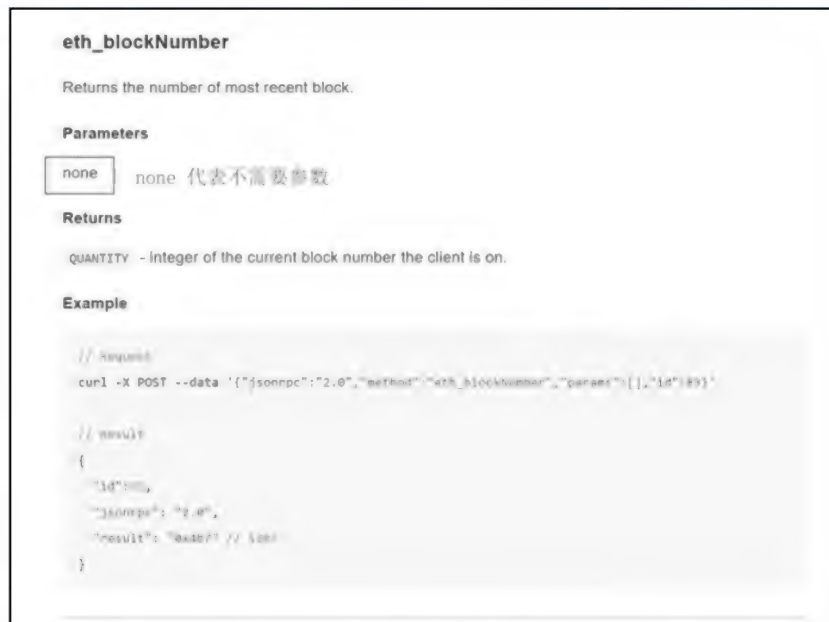 eth_blockNumber
Returns the number of most recent block.
Parameters
none none 代表不需要参数
Returns
QUANTITY - integer of the current block number the client is on.
Example
// Request
curl -X POST --data '{"jsonrpc":"2.0","method":"eth_blockNumber","params":[],"id":83}'
// Result
{
"id":
"jsonrpc": "2.0",
"result": "0x4b7" //
}